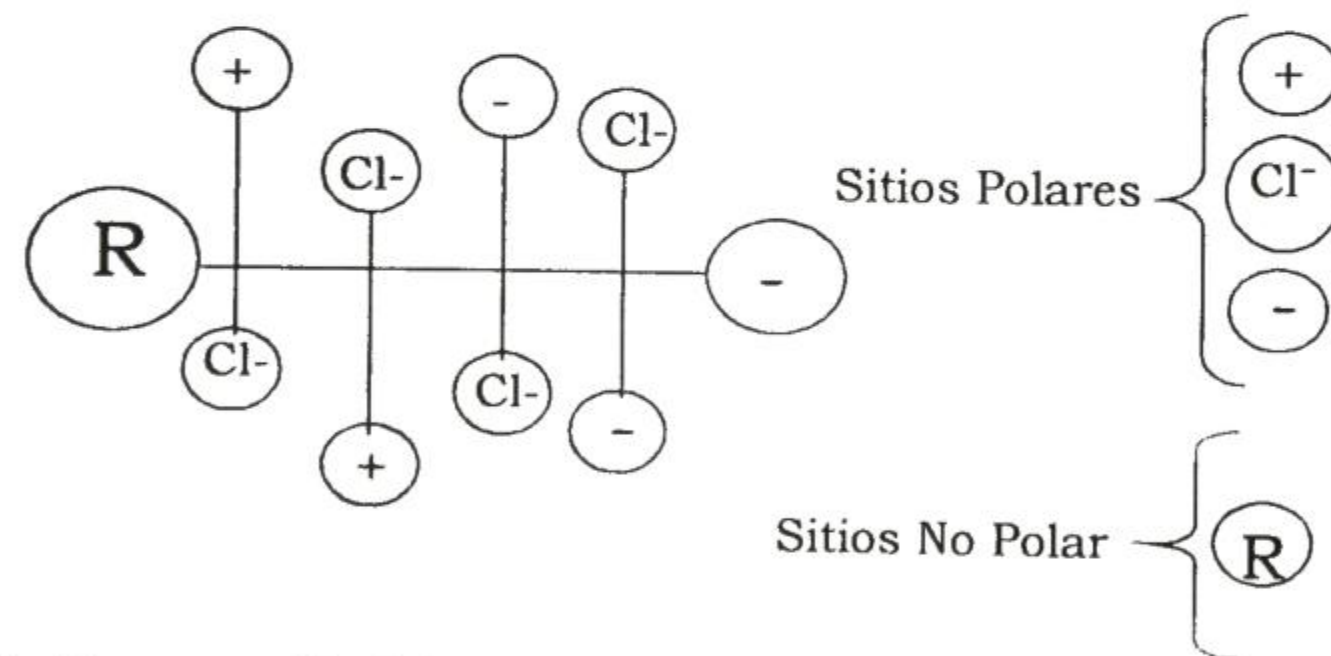 +
-
Cl-
+
Cl-
Sitios Polares
Cl⁻
R
-
-
Cl-
Cl-
-
+
Sitios No Polar
R